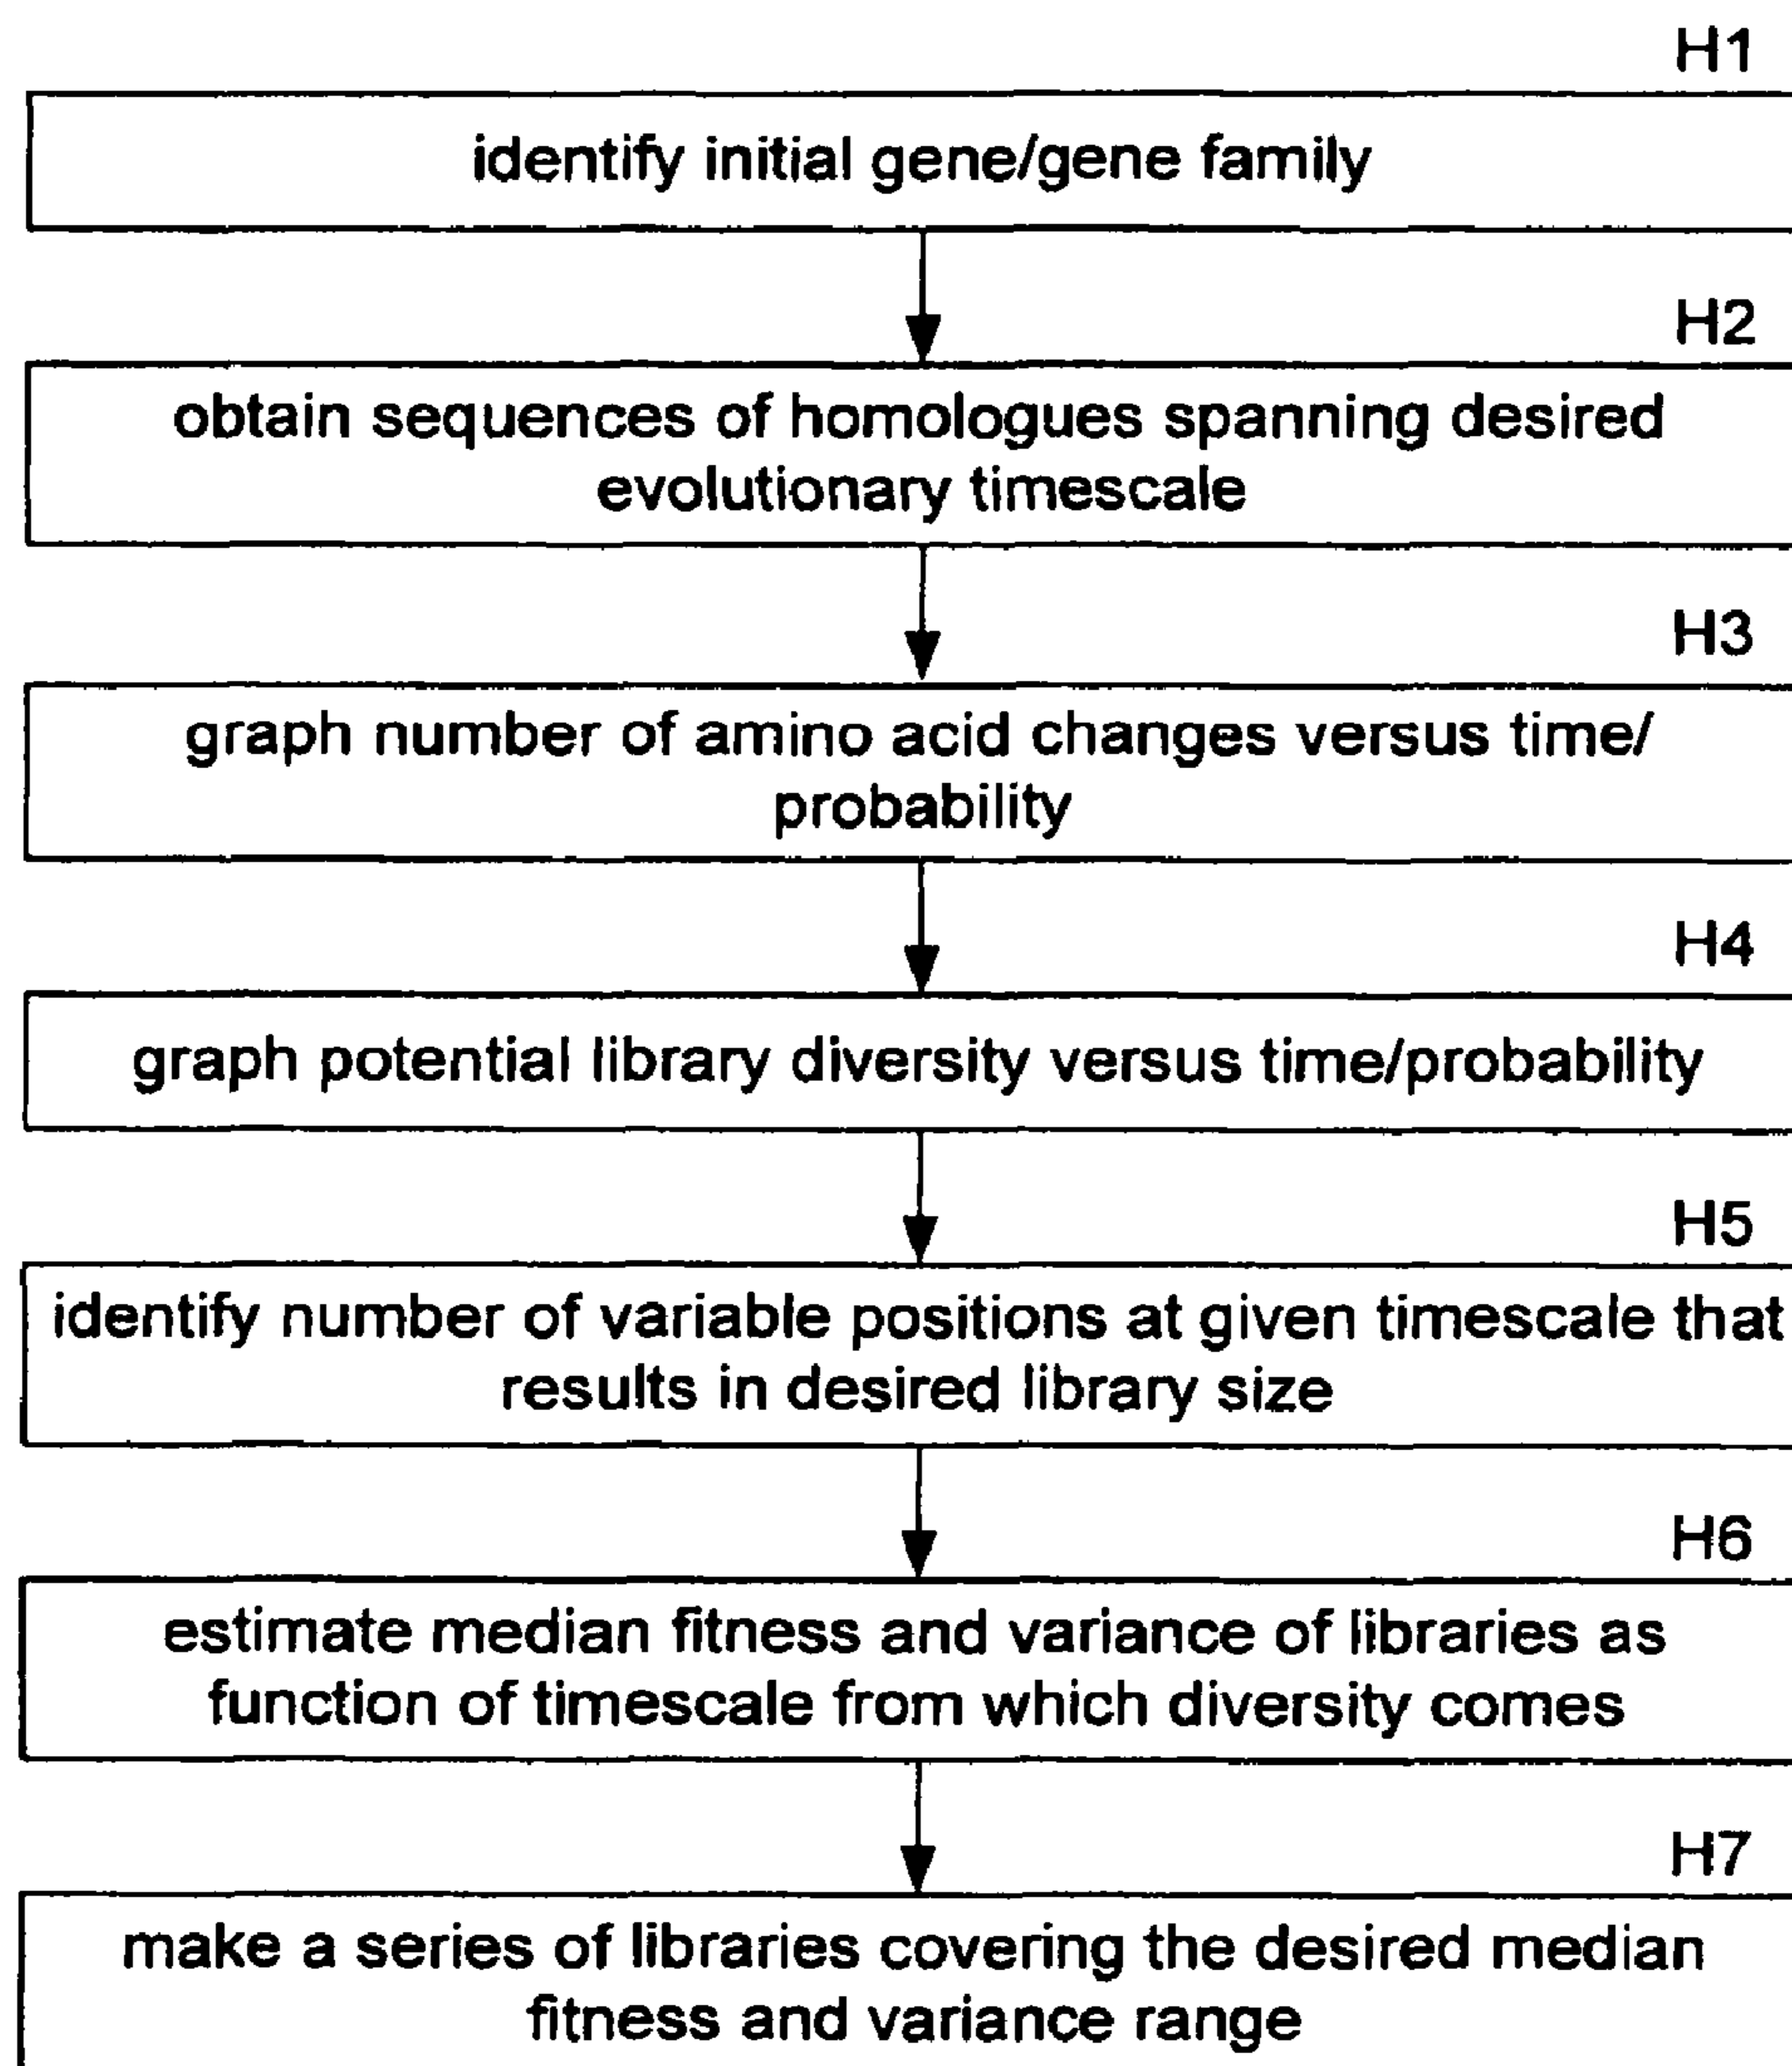 H1
identify initial gene/gene family
H2
obtain sequences of homologues spanning desired
evolutionary timescale
H3
graph number of amino acid changes versus time/
probability
H4
graph potential library diversity versus time/probability
H5
identify number of variable positions at given timescale that
results in desired library size
H6
estimate median fitness and variance of libraries as
function of timescale from which diversity comes
H7
make a series of libraries covering the desired median
fitness and variance range